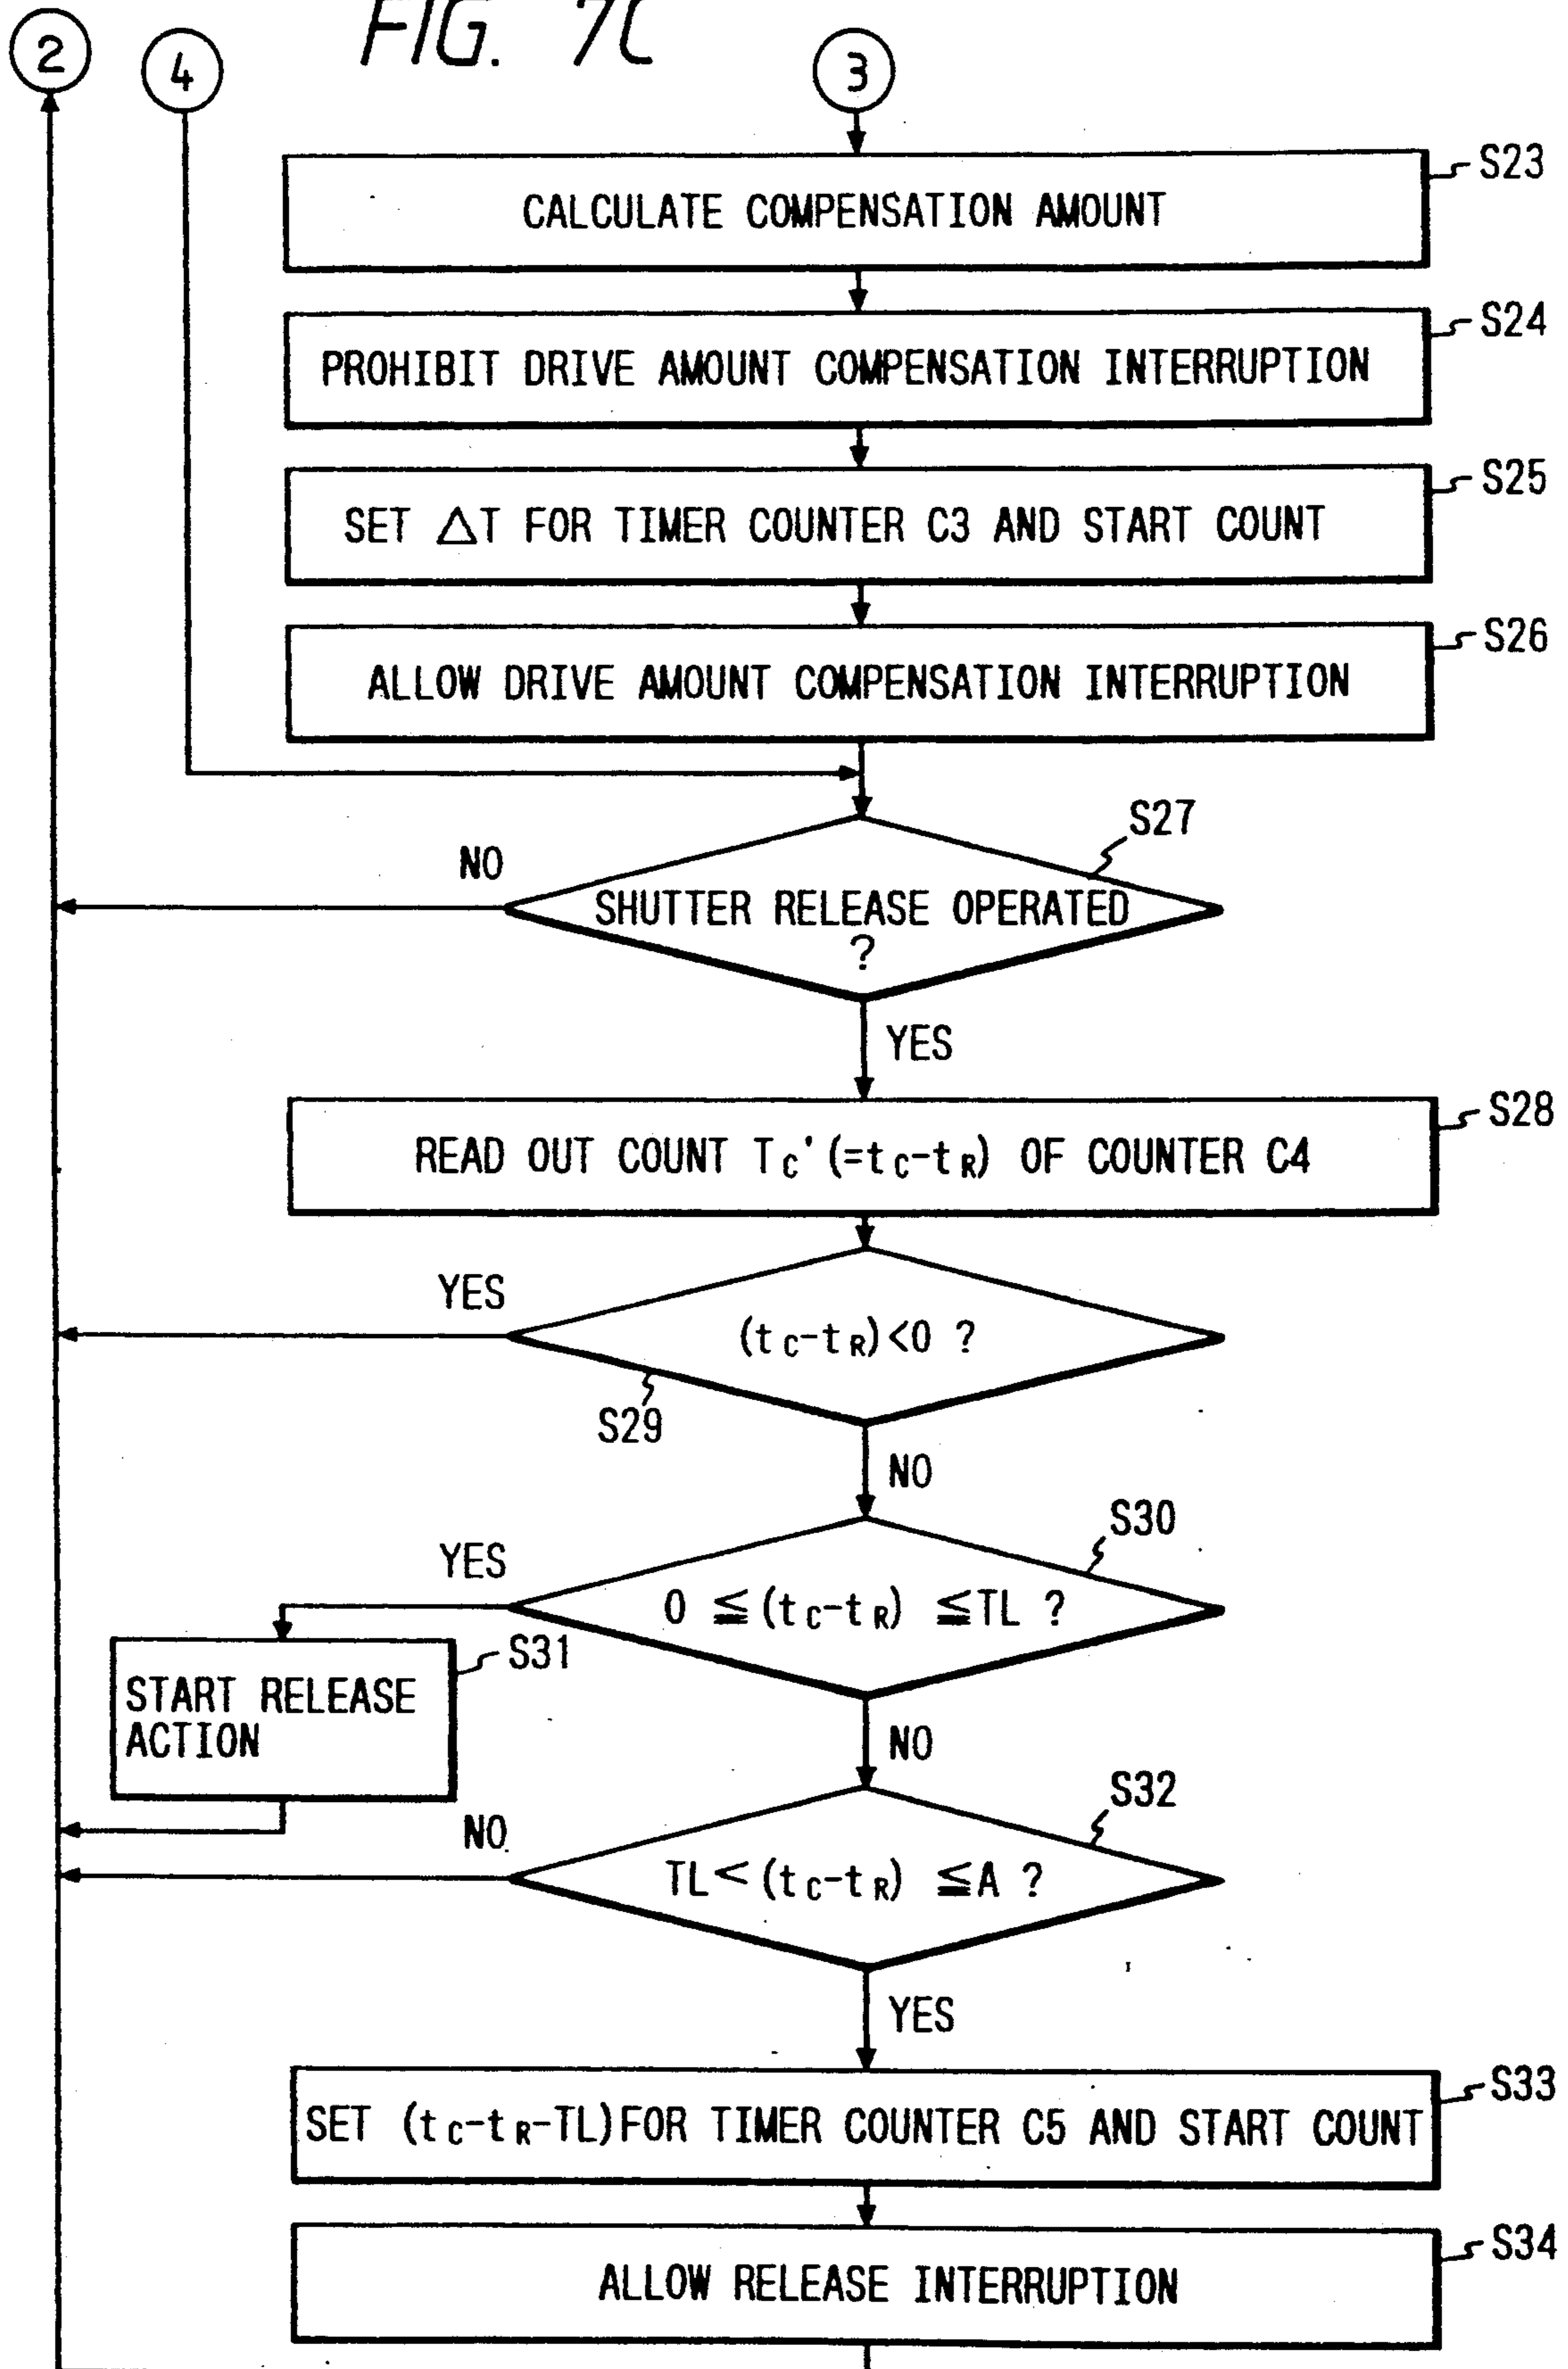 FIG. 7C
2
4
3
S23
CALCULATE COMPENSATION AMOUNT
S24
PROHIBIT DRIVE AMOUNT COMPENSATION INTERRUPTION
S25
SET △T FOR TIMER COUNTER C3 AND START COUNT
S26
ALLOW DRIVE AMOUNT COMPENSATION INTERRUPTION
S27
NO
SHUTTER RELEASE OPERATED
?
YES
S28
READ OUT COUNT TC' (=tC-tR) OF COUNTER C4
YES
(tC-tR)<0 ?
S29
NO
S30
YES
0 ≦(tC-tR) ≦TL ?
S31
START RELEASE
ACTION
NO
S32
NO
TL<(tC-tR) ≦A ?
YES
S33
SET (tC-tR-TL)FOR TIMER COUNTER C5 AND START COUNT
S34
ALLOW RELEASE INTERRUPTION